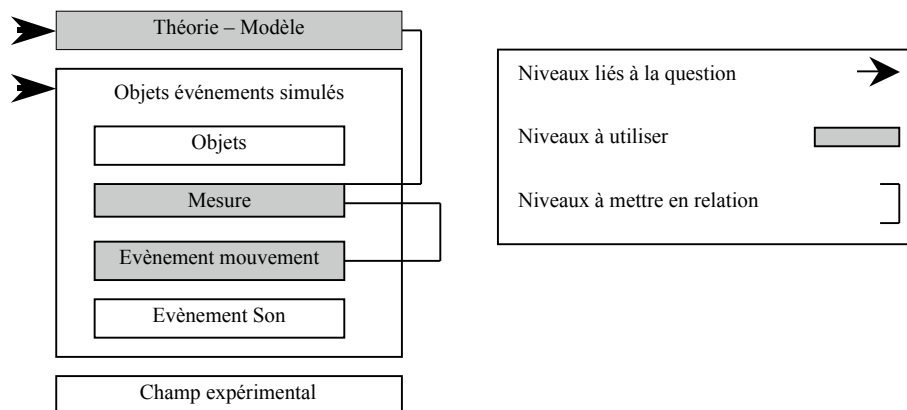 Théorie – Modèle
Objets événements simulés
Objets
Mesure
Evènement mouvement
Evènement Son
Champ expérimental
Niveaux liés à la question
Niveaux à utiliser
Niveaux à mettre en relation